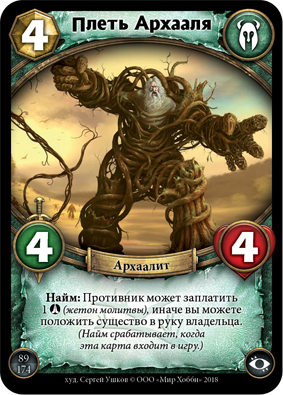 4
Плеть Архааля
4
4
Архаалит
Найм: Противник может заплатить
1 (жетон молитвы), иначе вы можете
положить существо в руку владельца.
(Найм срабатывает, когда
эта карта входит в игру.)
89
174
худ. Сергей Ушков © ООО «Мир Хобби» 2018